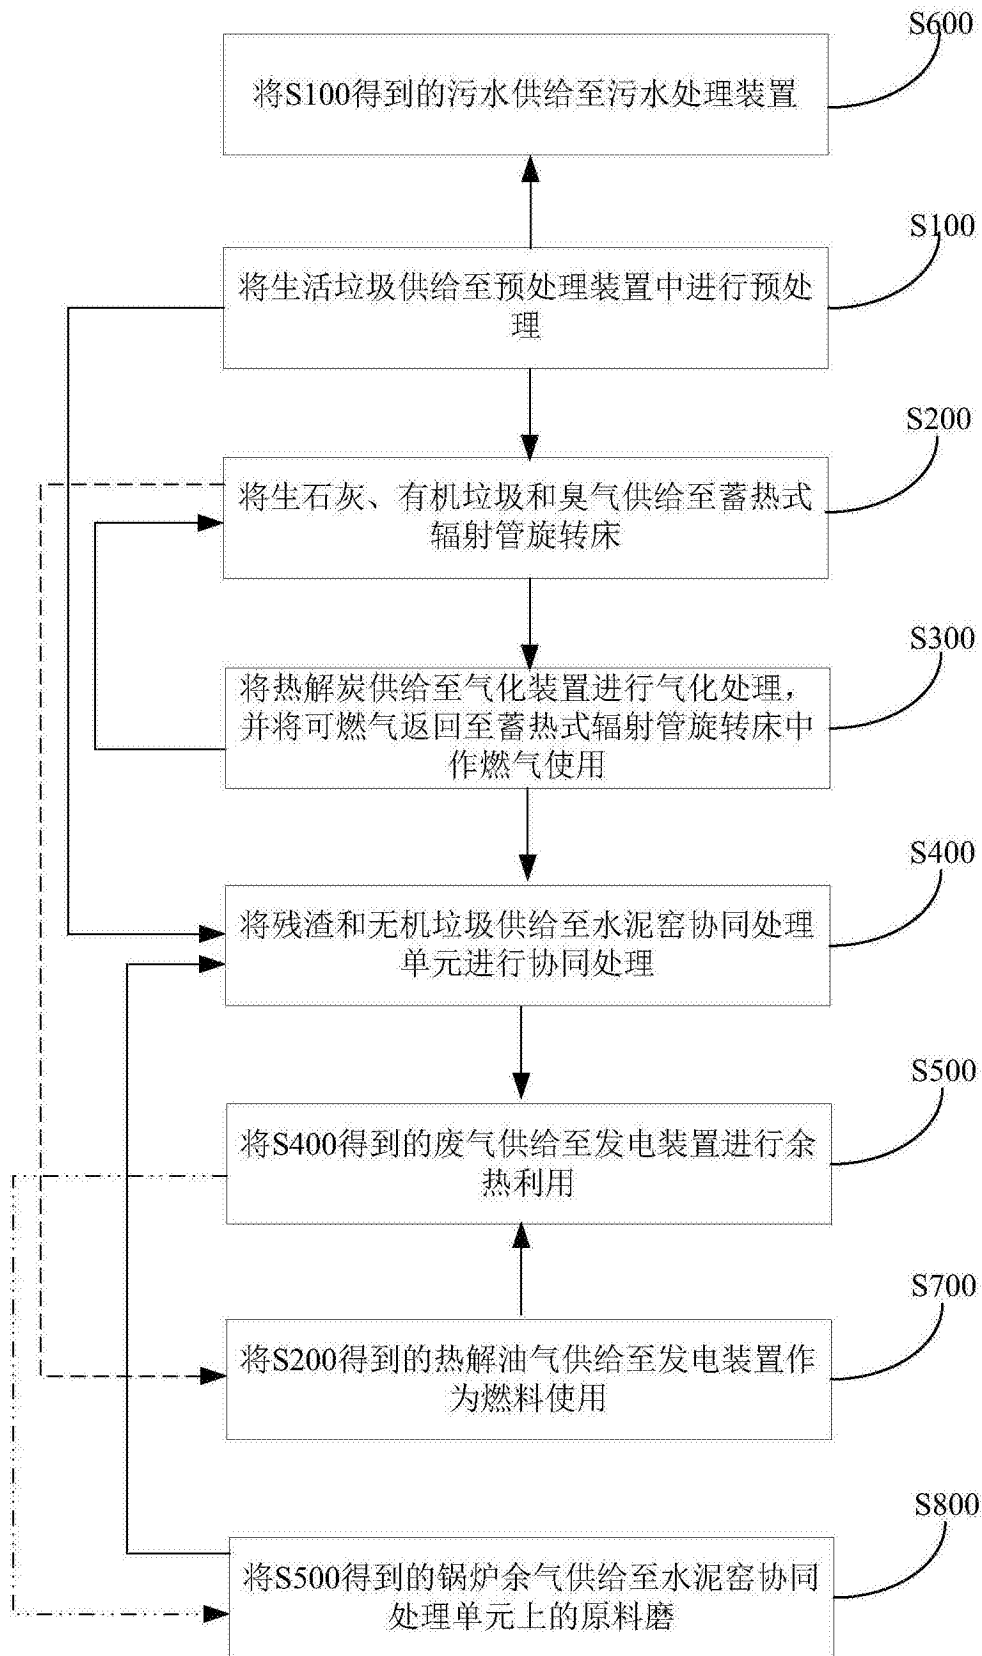 S600
将S100得到的污水供给至污水处理装置
S100
将生活垃圾供给至预处理装置中进行预处
理
S200
将生石灰、有机垃圾和臭气供给至蓄热式
辐射管旋转床
S300
将热解炭供给至气化装置进行气化处理，
并将可燃气返回至蓄热式辐射管旋转床中
作燃气使用
S400
将残渣和无机垃圾供给至水泥窑协同处理
单元进行协同处理
S500
将S400得到的废气供给至发电装置进行余
热利用
S700
将S200得到的热解油气供给至发电装置作
为燃料使用
S800
将S500得到的锅炉余气供给至水泥窑协同
处理单元上的原料磨